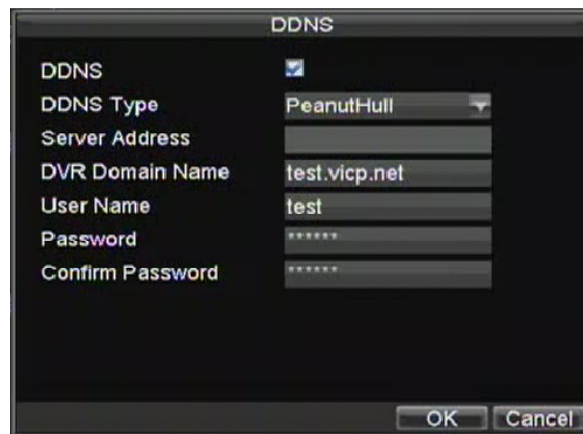 DDNS
DDNS
DDNS Type PeanutHull
Server Address
DVR Domain Name test.vicp.net
User Name test
Password ******
Confirm Password ******
OK Cancel